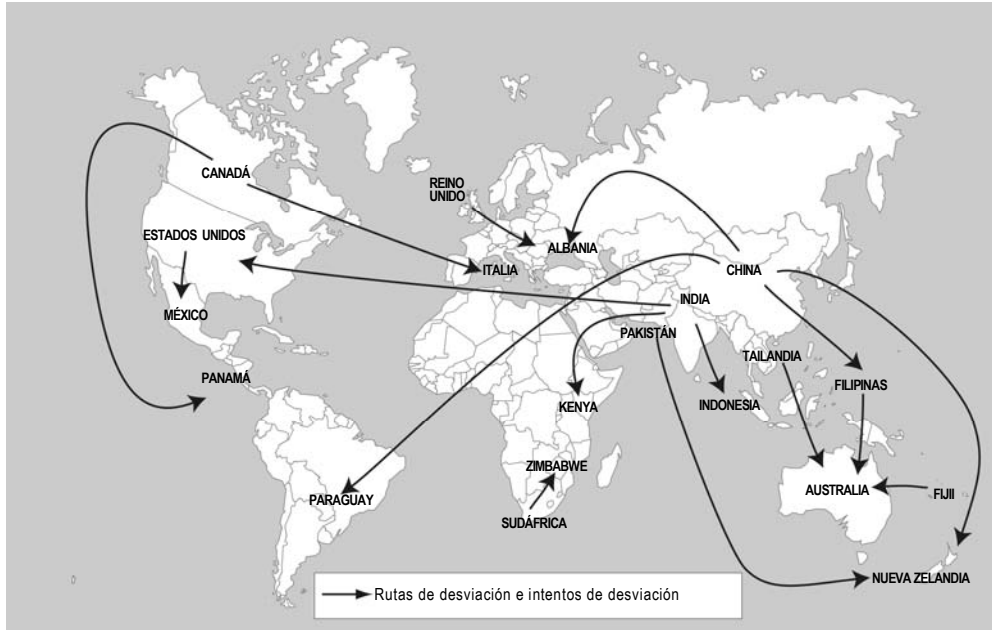 CANADÁ
REINO
UNIDO
ESTADOS UNIDOS
ALBANIA
ITALIA
CHINA
INDIA
MÉXICO
PAKISTÁN
TAILANDIA
PANAMÁ
FILIPINAS
KENYA
INDONESIA
ZIMBABWE
PARAGUAY
AUSTRALIA
FIJII
SUDÁFRICA
NUEVA ZELANDIA
Rutas de desviación e intentos de desviación